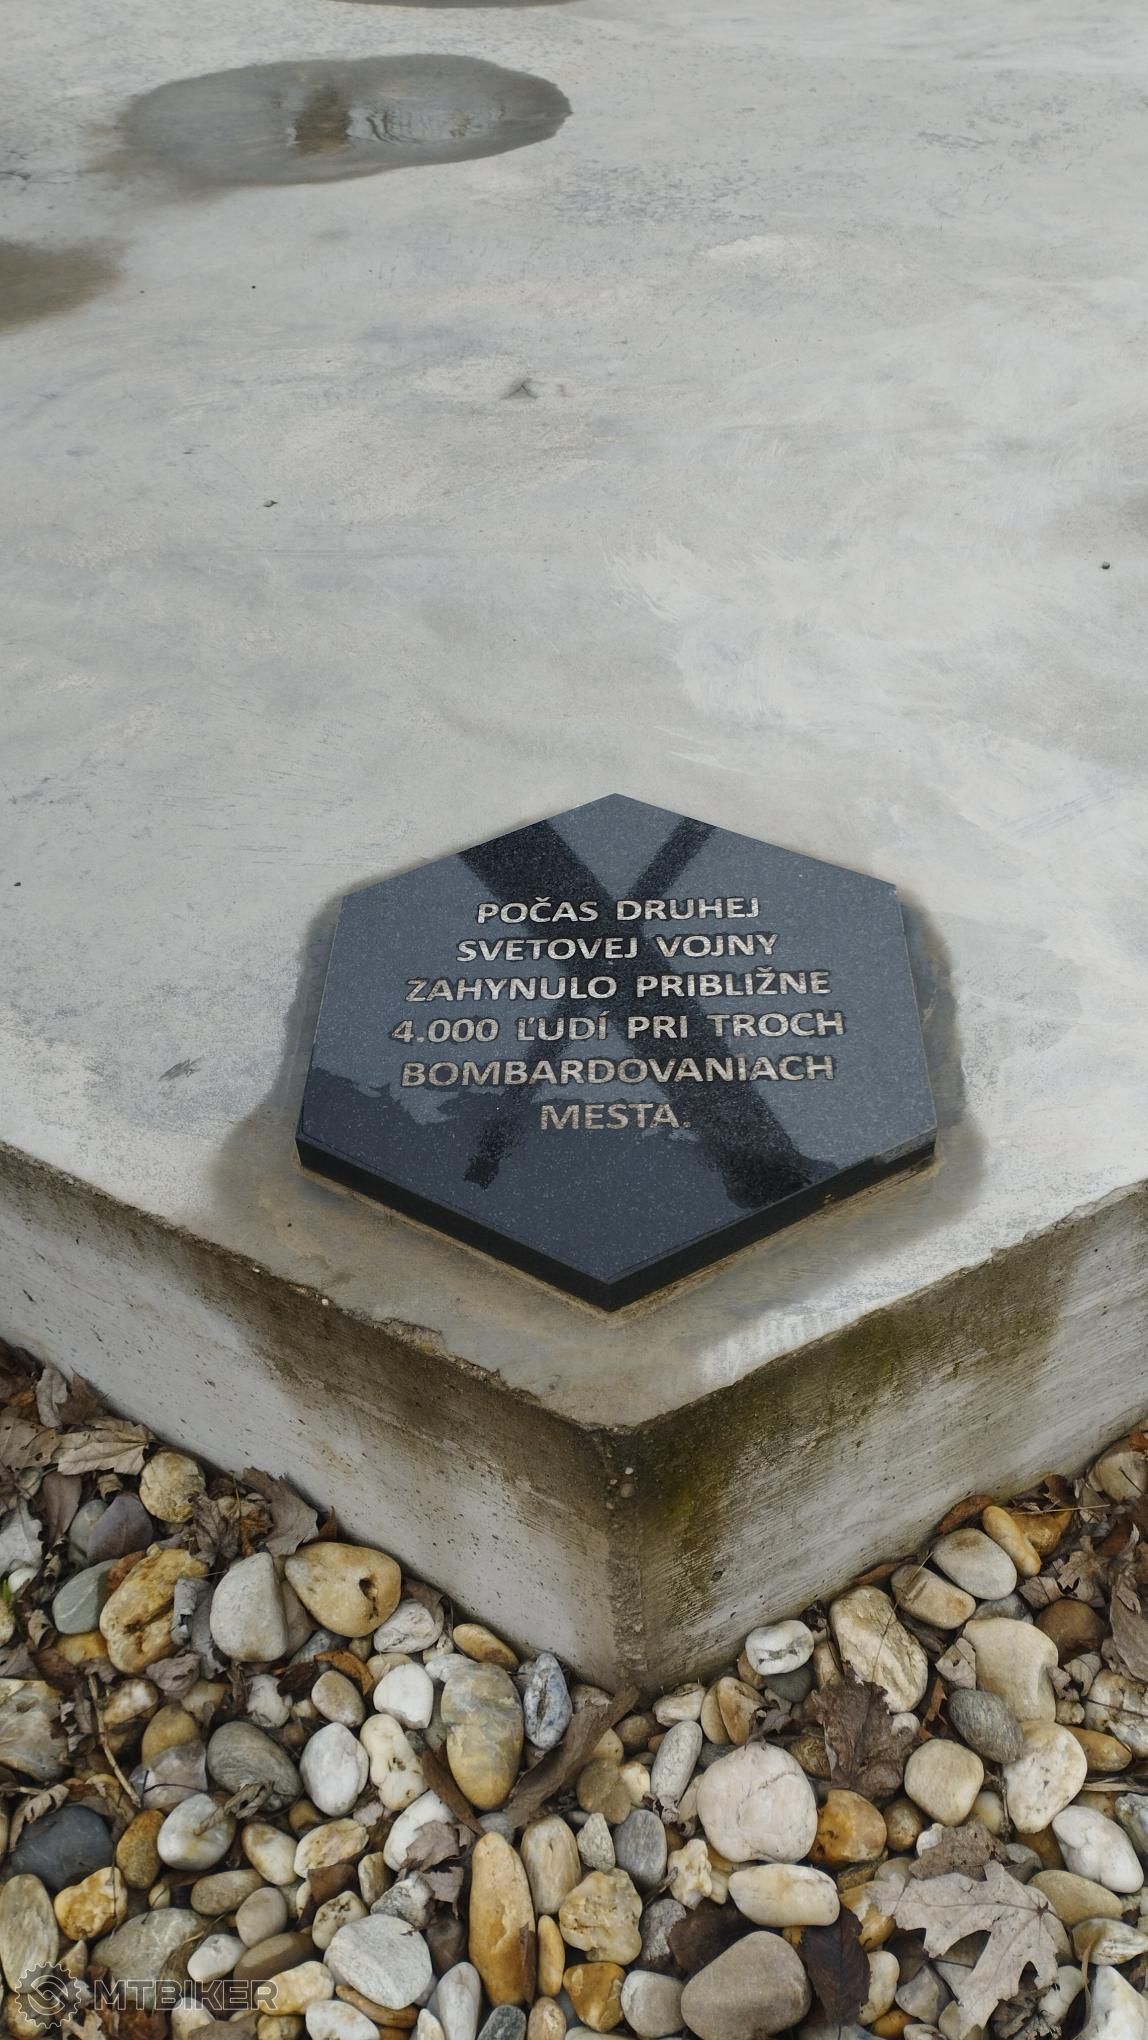 POČAS DRUHEJ
SVETOVEJ VOJNY
ZAHYNULO PRIBLIŽNE
4.000 ĽUDÍ PRI TROCH
BOMBARDOVANIACH
MESTA.
MTBIKER